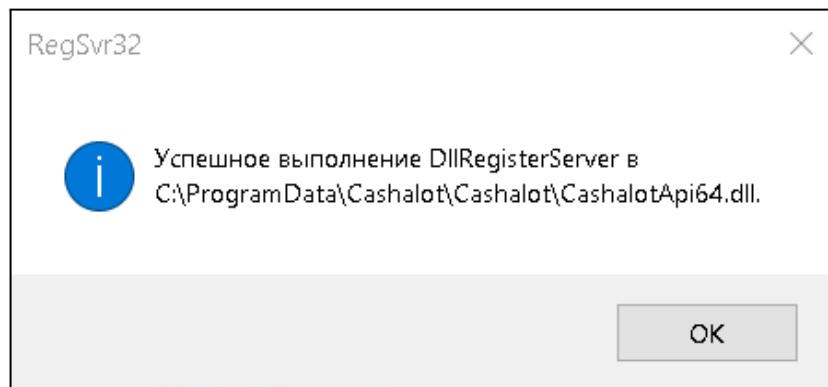 RegSvr32
Успешное выполнение DllRegisterServer в
C:\ProgramData\Cashalot\Cashalot\CashalotApi64.dll.
OK